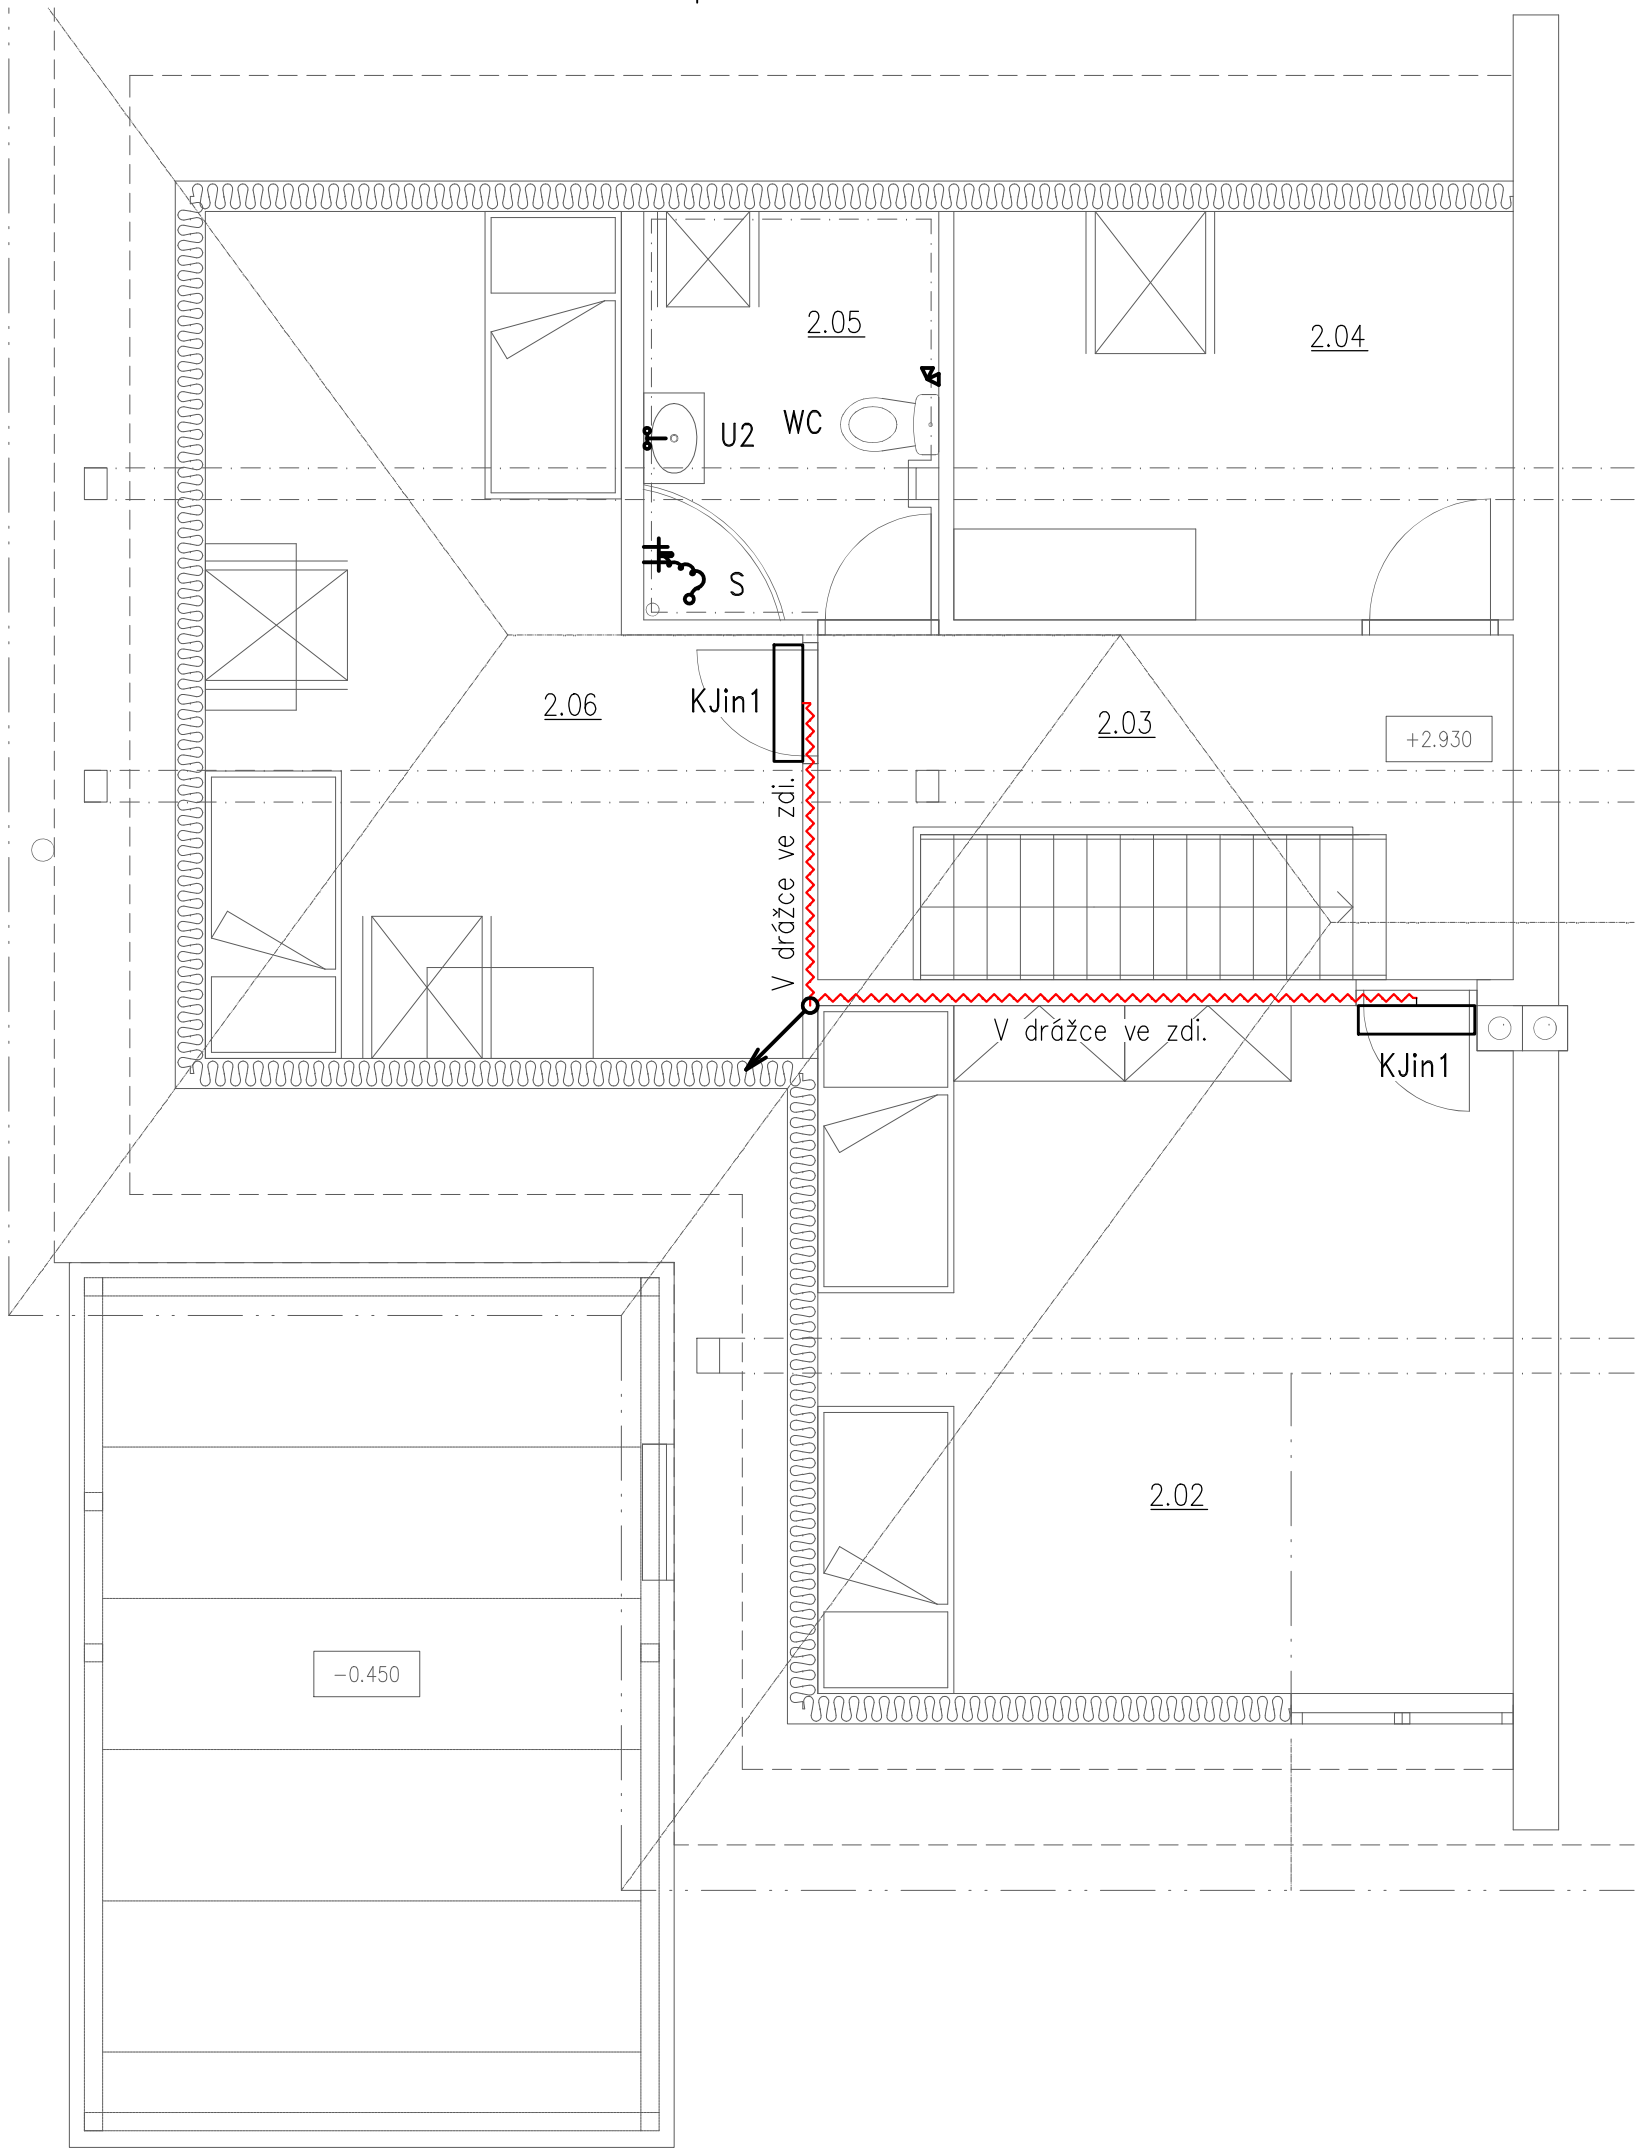 2.05
2.04
WC
U2
S
2.06
KJin1
2.03
+2.930
V drážce ve zdi.
V drážce ve zdi.
KJin1
2.02
-0.450